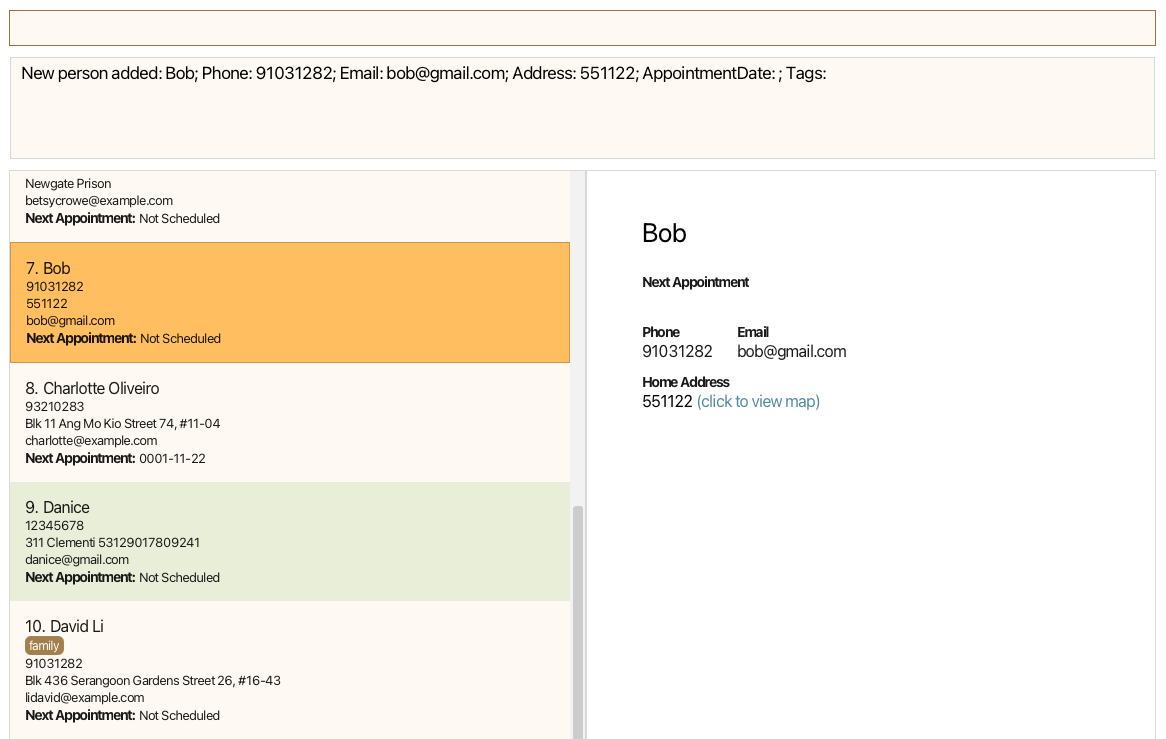 New person added: Bob; Phone: 91031282; Email: bob@gmail.com; Address: 551122; AppointmentDate: ; Tags:
Newgate Prison
betsycrowe@example.com
Next Appointment: Not Scheduled
7. Bob
91031282
551122
bob@gmail.com
Next Appointment: Not Scheduled
8. Charlotte Oliveiro
93210283
Blk 11 Ang Mo Kio Street 74, #11-04
charlotte@example.com
Next Appointment: 0001-11-22
9. Danice
12345678
311 Clementi 53129017809241
danice@gmail.com
Next Appointment: Not Scheduled
10. David Li
family
91031282
Blk 436 Serangoon Gardens Street 26, #16-43
lidavid@example.com
Next Appointment: Not Scheduled
Bob
Next Appointment
Phone Email
91031282 bob@gmail.com
Home Address
551122 (click to view map)